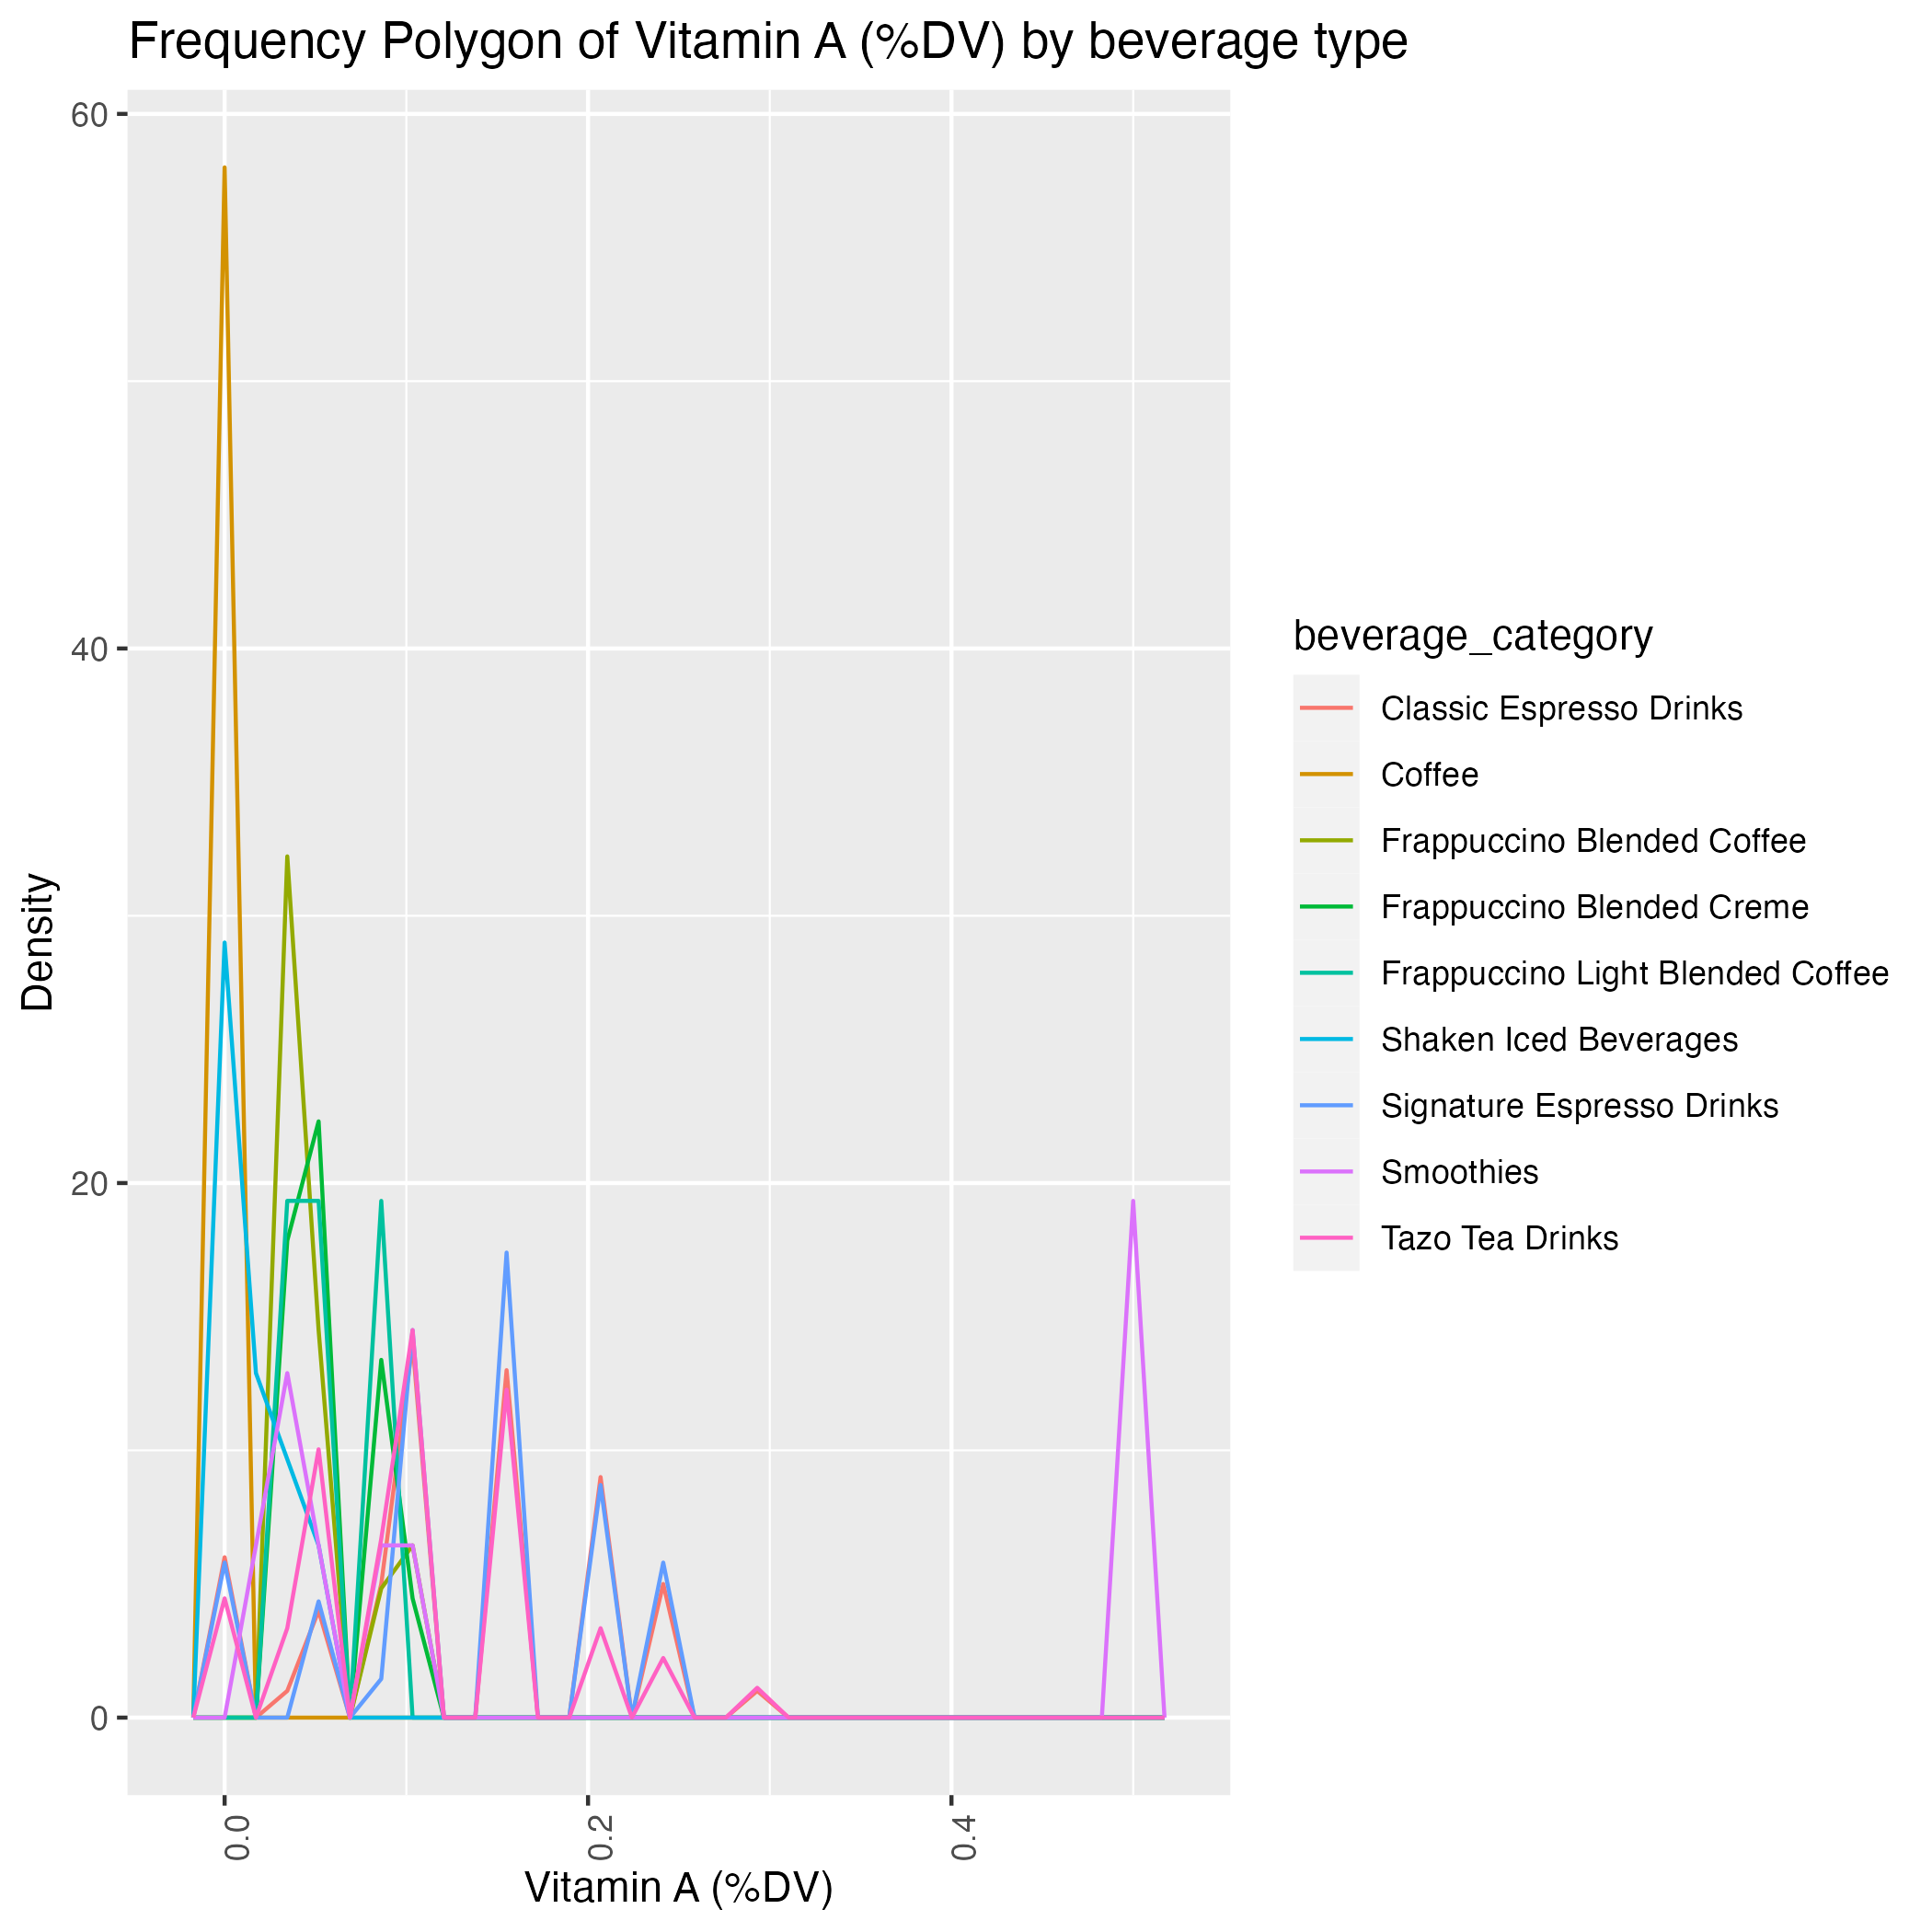 Frequency Polygon of Vitamin A (%DV) by beverage type
60
40
20
0
Density
0.0
0.2
0.4
Vitamin A (%DV)
beverage_category
Classic Espresso Drinks
Coffee
Frappuccino Blended Coffee
Frappuccino Blended Creme
Frappuccino Light Blended Coffee
Shaken Iced Beverages
Signature Espresso Drinks
Smoothies
Tazo Tea Drinks